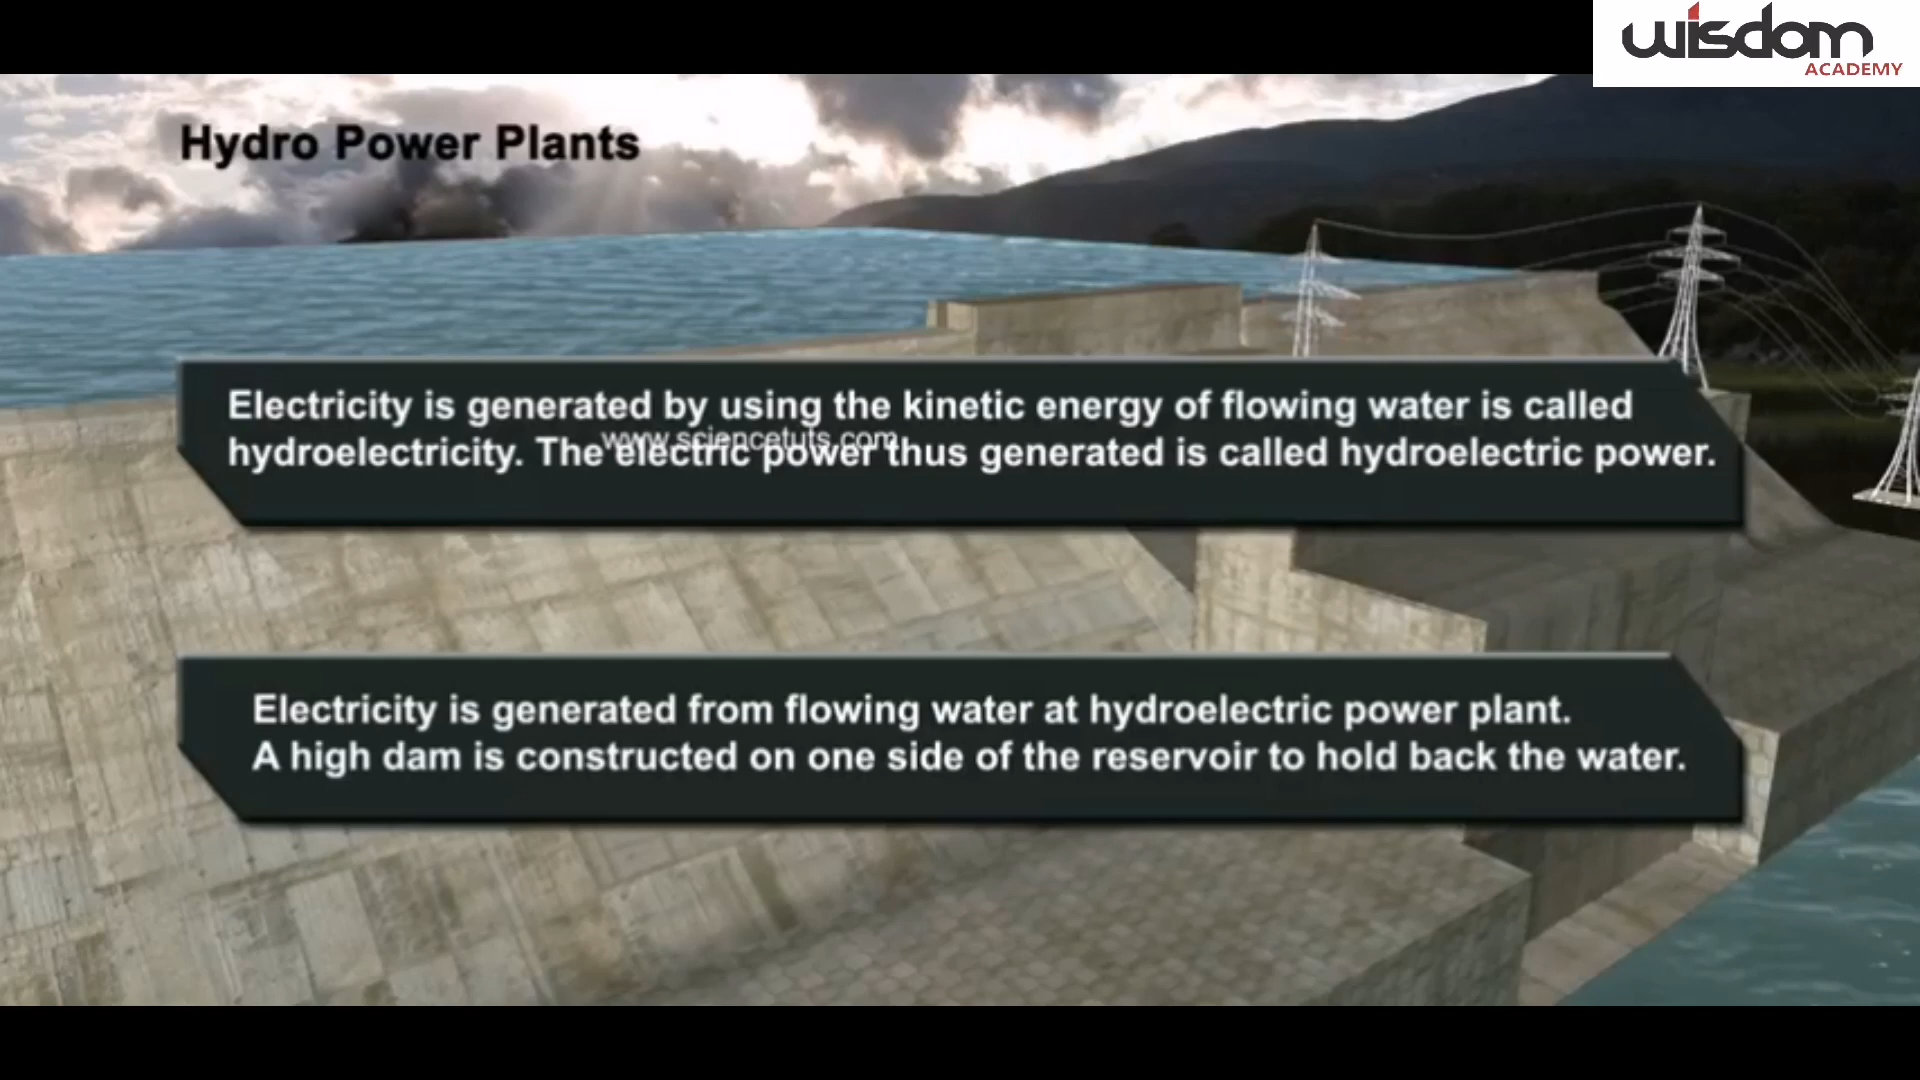 wisdom
ACADEMY
Hydro Power Plants
Electricity is generated by using the kinetic energy of flowing water is called
hydroelectricity. The electric power thus generated is called hydroelectric power.
www.sciencetuts.com
Electricity is generated from flowing water at hydroelectric power plant.
A high dam is constructed on one side of the reservoir to hold back the water.